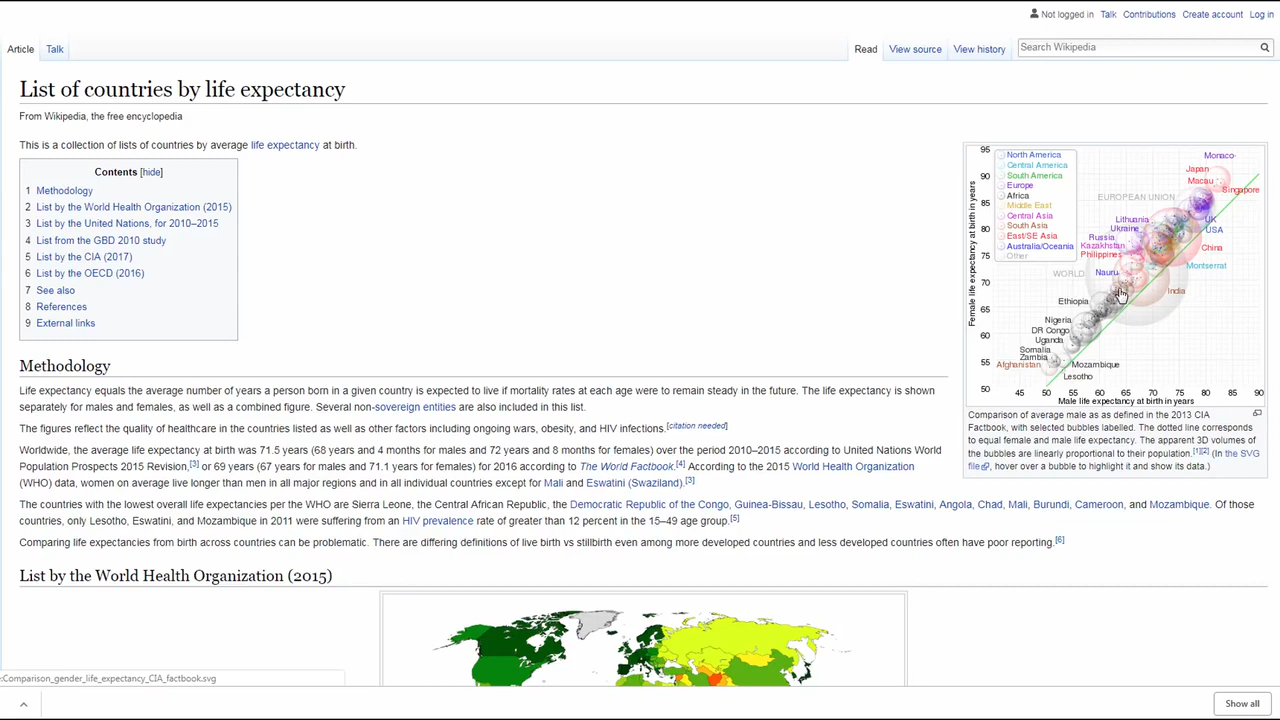 Not logged in Talk Contributions Create account Log in
Article Talk Read View source View history Search Wikipedia
List of countries by life expectancy
From Wikipedia, the free encyclopedia
This is a collection of lists of countries by average life expectancy at birth.
Contents [hide]
1 Methodology
2 List by the World Health Organization (2015)
3 List by the United Nations, for 2010–2015
4 List from the GBD 2010 study
5 List by the CIA (2017)
6 List by the OECD (2016)
7 See also
8 References
9 External links
95
90
85
80
75
70
65
60
55
50
Female life expectancy at birth in years
North America
Central America
South America
Europe
Africa
Middle East
Central Asia
South Asia
East/SE Asia
Australia/Oceania
Other
Monaco
Japan
Macau
Singapore
EUROPEAN UNION
Lithuania
UK
Ukraine
USA
Russia
Kazakhstan
China
Philippines
Montserrat
WORLD
Nauru
India
Ethiopia
Nigeria
DR Congo
Uganda
Somalia
Zambia
Afghanistan
Mozambique
Lesotho
45 50 55 60 65 70 75 80 85 90
Male life expectancy at birth in years
Comparison of average male as as defined in the 2013 CIA
Factbook, with selected bubbles labelled. The dotted line corresponds
to equal female and male life expectancy. The apparent 3D volumes of
the bubbles are linearly proportional to their population.[1][2] (In the SVG
file, hover over a bubble to highlight it and show its data.)
Methodology
Life expectancy equals the average number of years a person born in a given country is expected to live if mortality rates at each age were to remain steady in the future. The life expectancy is shown
separately for males and females, as well as a combined figure. Several non-sovereign entities are also included in this list.
The figures reflect the quality of healthcare in the countries listed as well as other factors including ongoing wars, obesity, and HIV infections.[citation needed]
Worldwide, the average life expectancy at birth was 71.5 years (68 years and 4 months for males and 72 years and 8 months for females) over the period 2010–2015 according to United Nations World
Population Prospects 2015 Revision,[3] or 69 years (67 years for males and 71.1 years for females) for 2016 according to The World Factbook.[4] According to the 2015 World Health Organization
(WHO) data, women on average live longer than men in all major regions and in all individual countries except for Mali and Eswatini (Swaziland).[3]
The countries with the lowest overall life expectancies per the WHO are Sierra Leone, the Central African Republic, the Democratic Republic of the Congo, Guinea-Bissau, Lesotho, Somalia, Eswatini, Angola, Chad, Mali, Burundi, Cameroon, and Mozambique. Of those
countries, only Lesotho, Eswatini, and Mozambique in 2011 were suffering from an HIV prevalence rate of greater than 12 percent in the 15–49 age group.[5]
Comparing life expectancies from birth across countries can be problematic. There are differing definitions of live birth vs stillbirth even among more developed countries and less developed countries often have poor reporting.[6]
List by the World Health Organization (2015)
:Comparison_gender_life_expectancy_CIA_factbook.svg
Show all